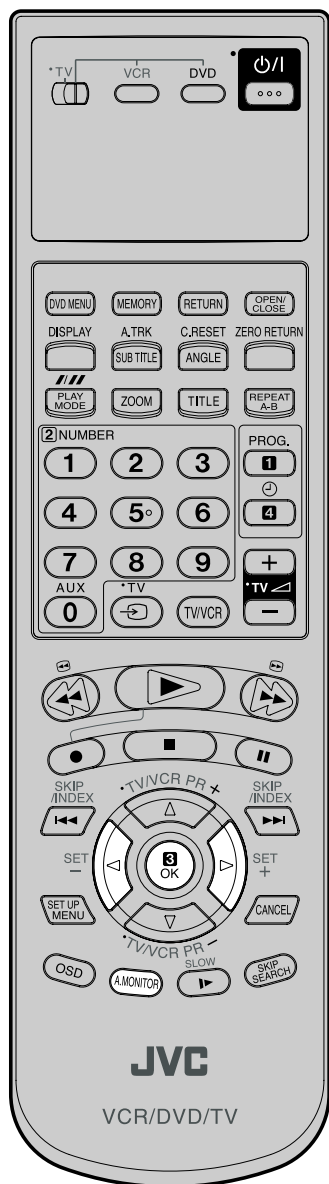 •TV VCR DVD • ⏻/I
DVD MENU MEMORY RETURN OPEN/
CLOSE
DISPLAY A.TRK C.RESET ZERO RETURN
SUB TITLE ANGLE
PLAY
MODE ZOOM TITLE REPEAT
A-B
2 NUMBER PROG.
1 2 3 1
4 5 6 4
7 8 9 +
AUX •TV •TV
0 TV/VCR −
SKIP
/INDEX •TV/VCR PR + SKIP
/INDEX
SET
− 3
OK SET
+
SET UP
MENU CANCEL
•TV/VCR PR −
OSD A.MONITOR SLOW SKIP
SEARCH
JVC
VCR/DVD/TV